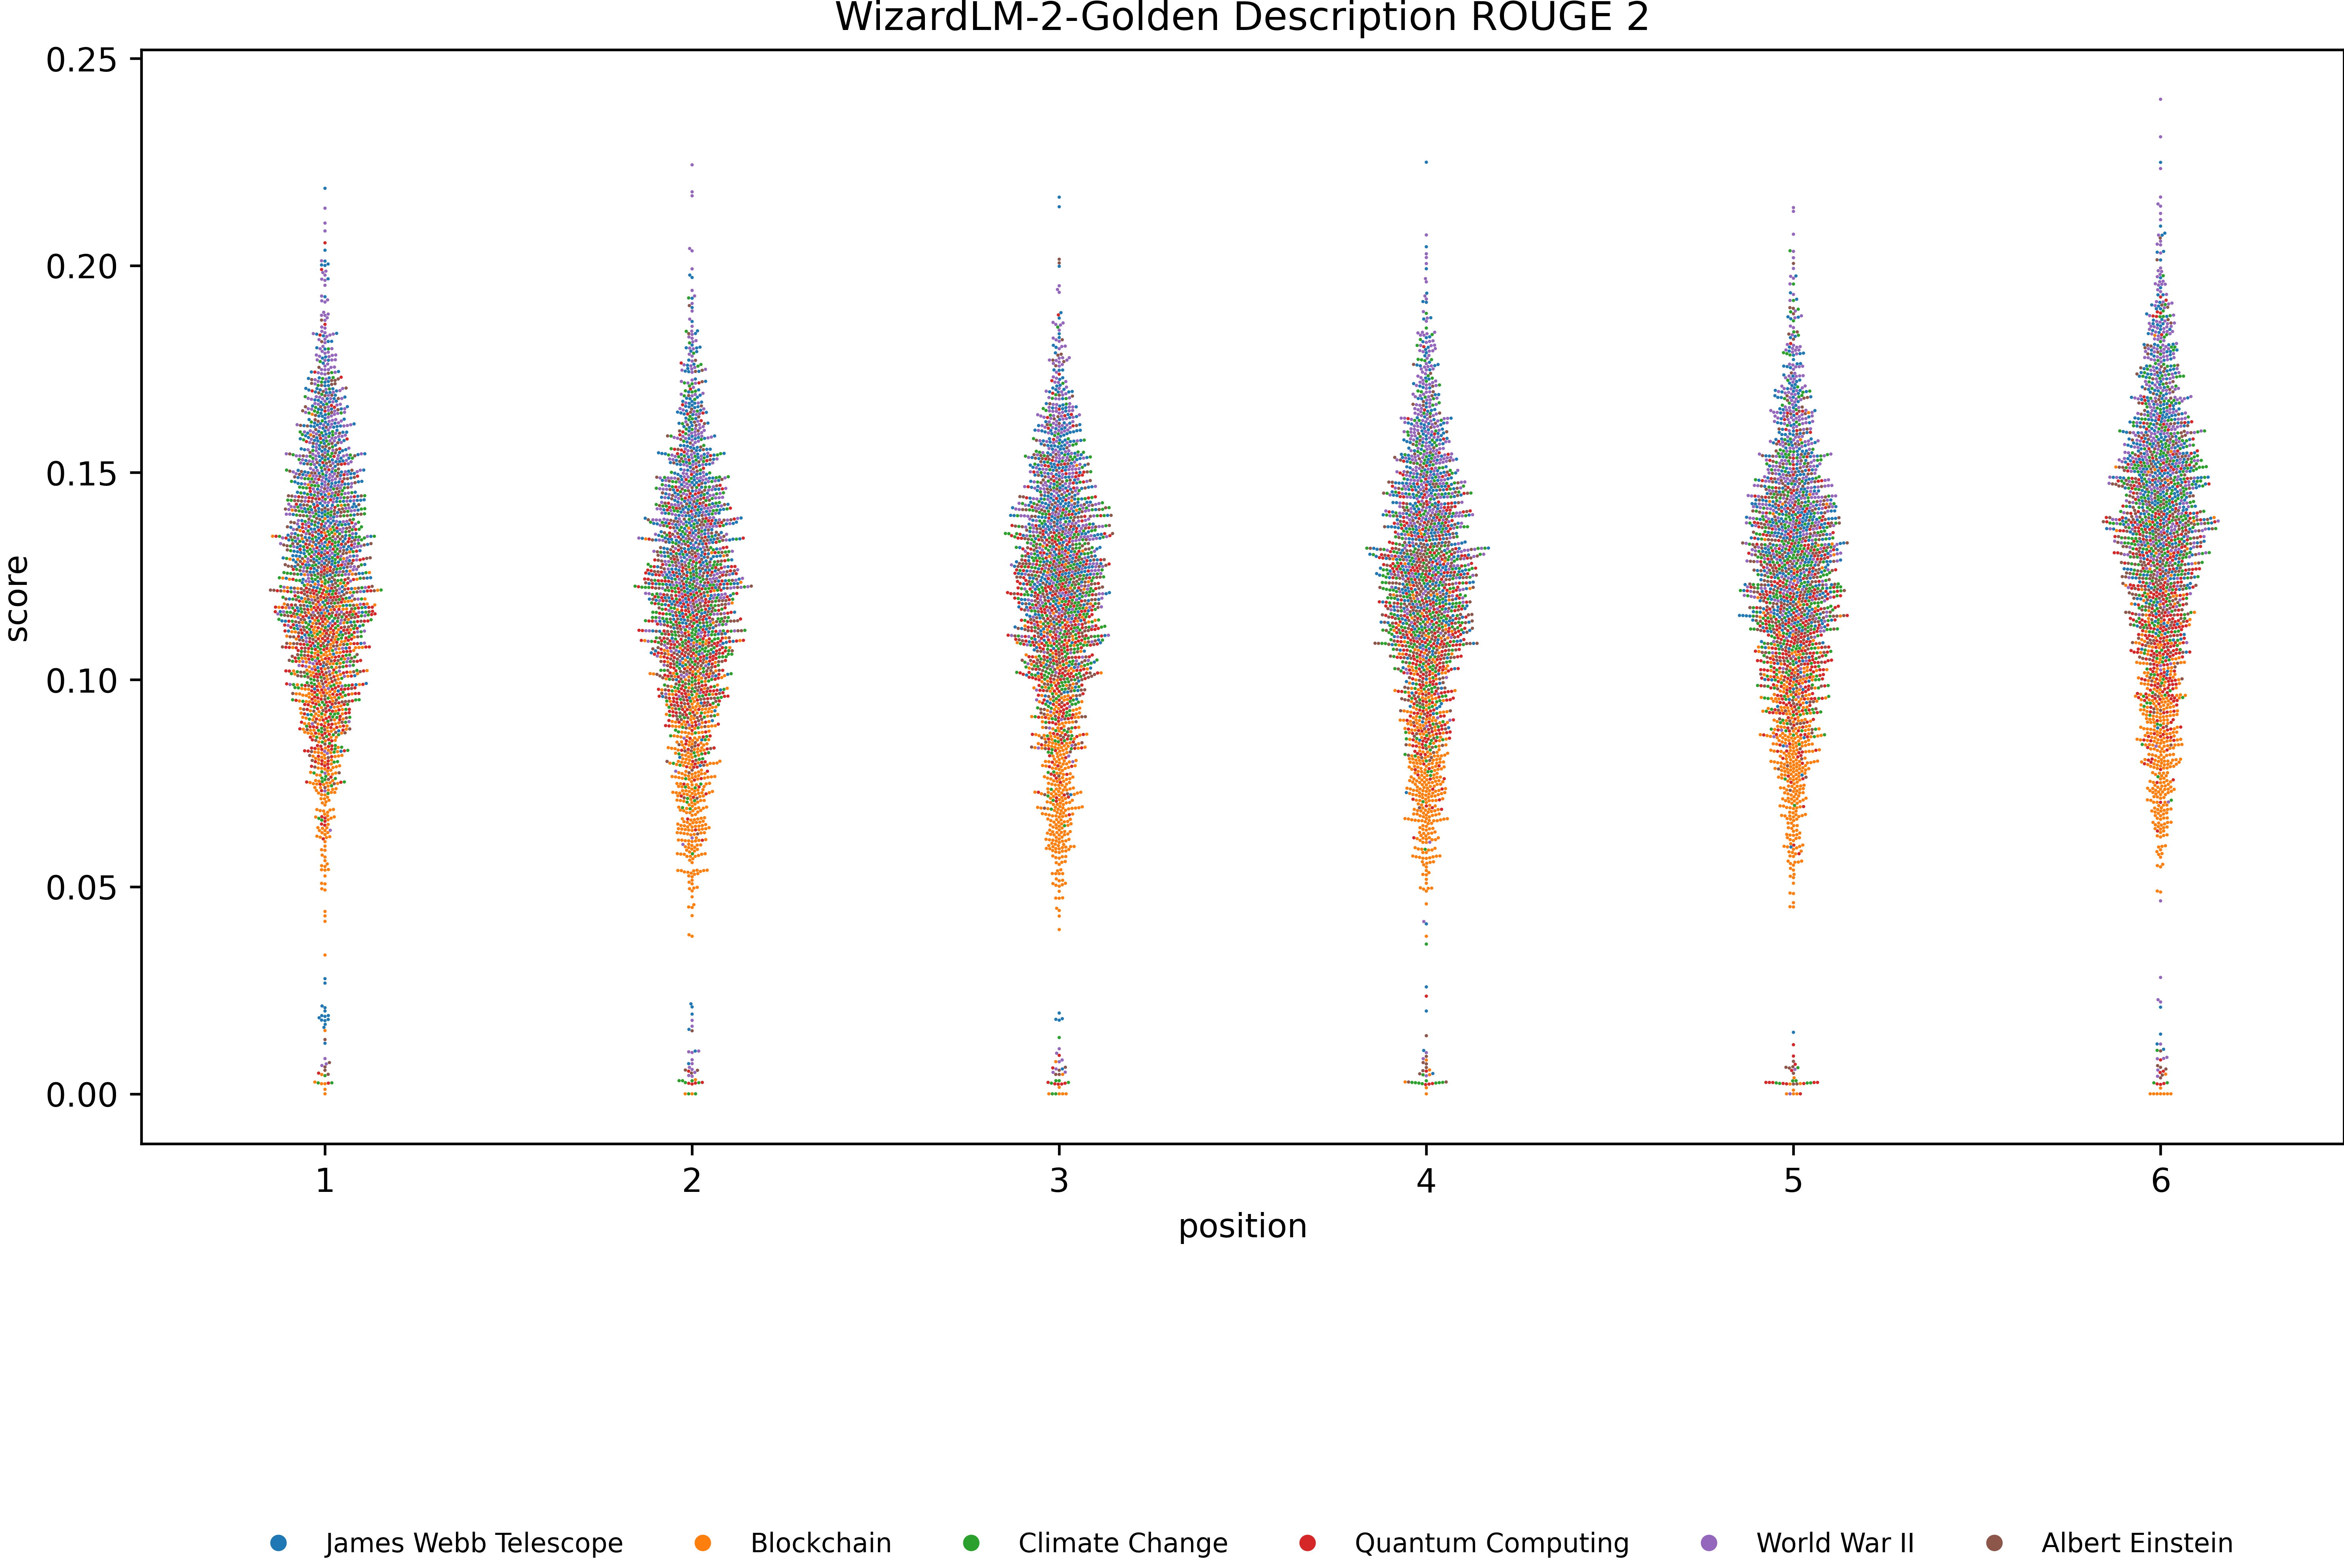 WizardLM-2-Golden Description ROUGE 2
0.25
0.20
0.15
0.10
0.05
0.00
score
1 2 3 4 5 6
position
James Webb Telescope Blockchain Climate Change Quantum Computing World War II Albert Einstein